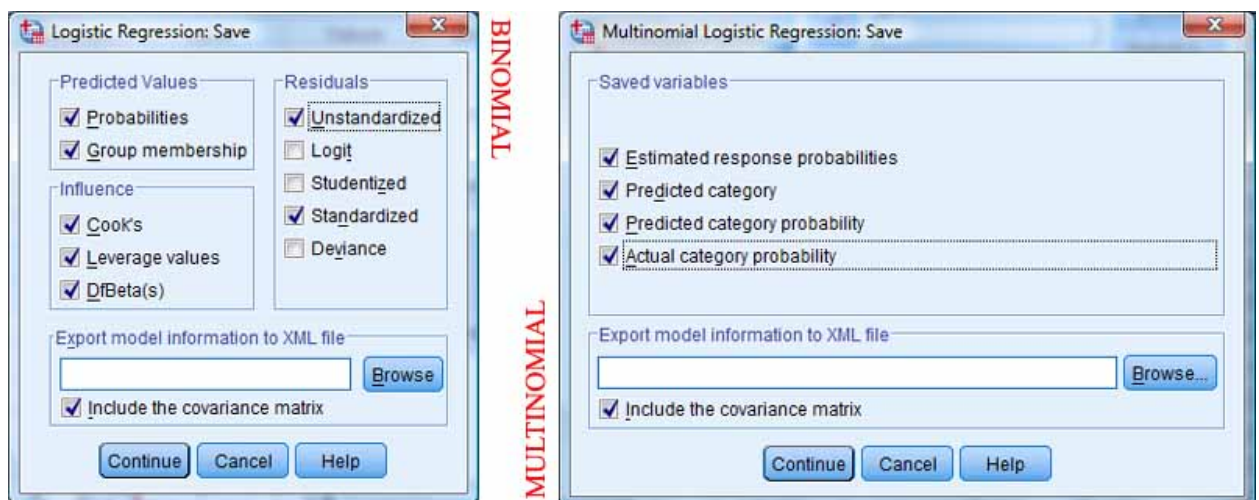 Logistic Regression: Save
Predicted Values
Probabilities
Group membership
Influence
Cook's
Leverage values
DfBeta(s)
Residuals
Unstandardized
Logit
Studentized
Standardized
Deviance
Export model information to XML file
Browse
Include the covariance matrix
Continue Cancel Help
BINOMIAL
MULTINOMIAL
Multinomial Logistic Regression: Save
Saved variables
Estimated response probabilities
Predicted category
Predicted category probability
Actual category probability
Export model information to XML file
Browse...
Include the covariance matrix
Continue Cancel Help